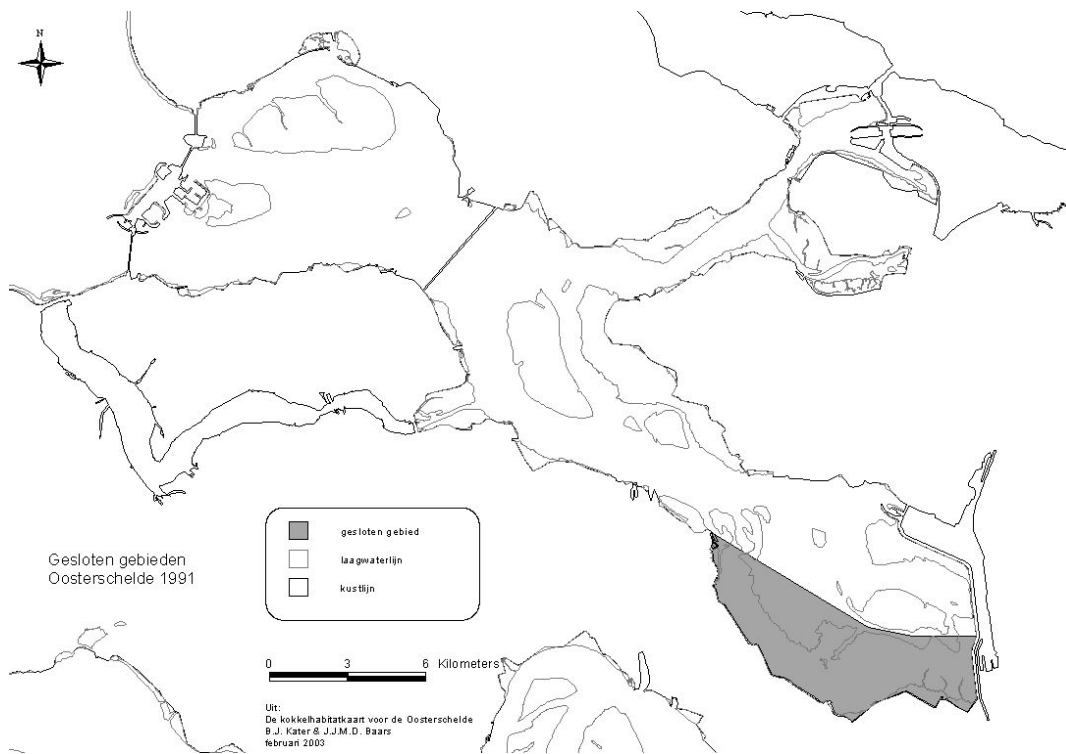 N
gesloten gebied
laagwaterlijn
kustlijn
Gesloten gebieden
Oosterschelde 1991
0 3 6 Kilometers
Uit:
De kokkelhabitatkaart voor de Oosterschelde
B.J. Kater & J.J.M.D. Baars
februari 2003